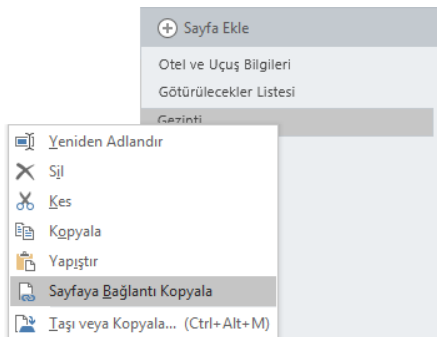 Sayfa Ekle
Otel ve Uçuş Bilgileri
Götürülecekler Listesi
Gezinti
Yeniden Adlandır
Sil
Kes
Kopyala
Yapıştır
Sayfaya Bağlantı Kopyala
Taşı veya Kopyala... (Ctrl+Alt+M)